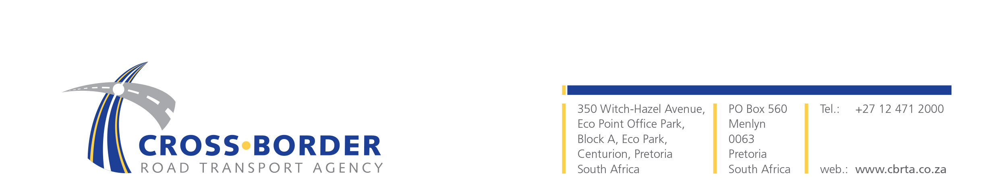 CROSS•BORDER
ROAD TRANSPORT AGENCY
350 Witch-Hazel Avenue,
Eco Point Office Park,
Block A, Eco Park,
Centurion, Pretoria
South Africa
PO Box 560
Menlyn
0063
Pretoria
South Africa
Tel.: +27 12 471 2000
web.: www.cbrta.co.za